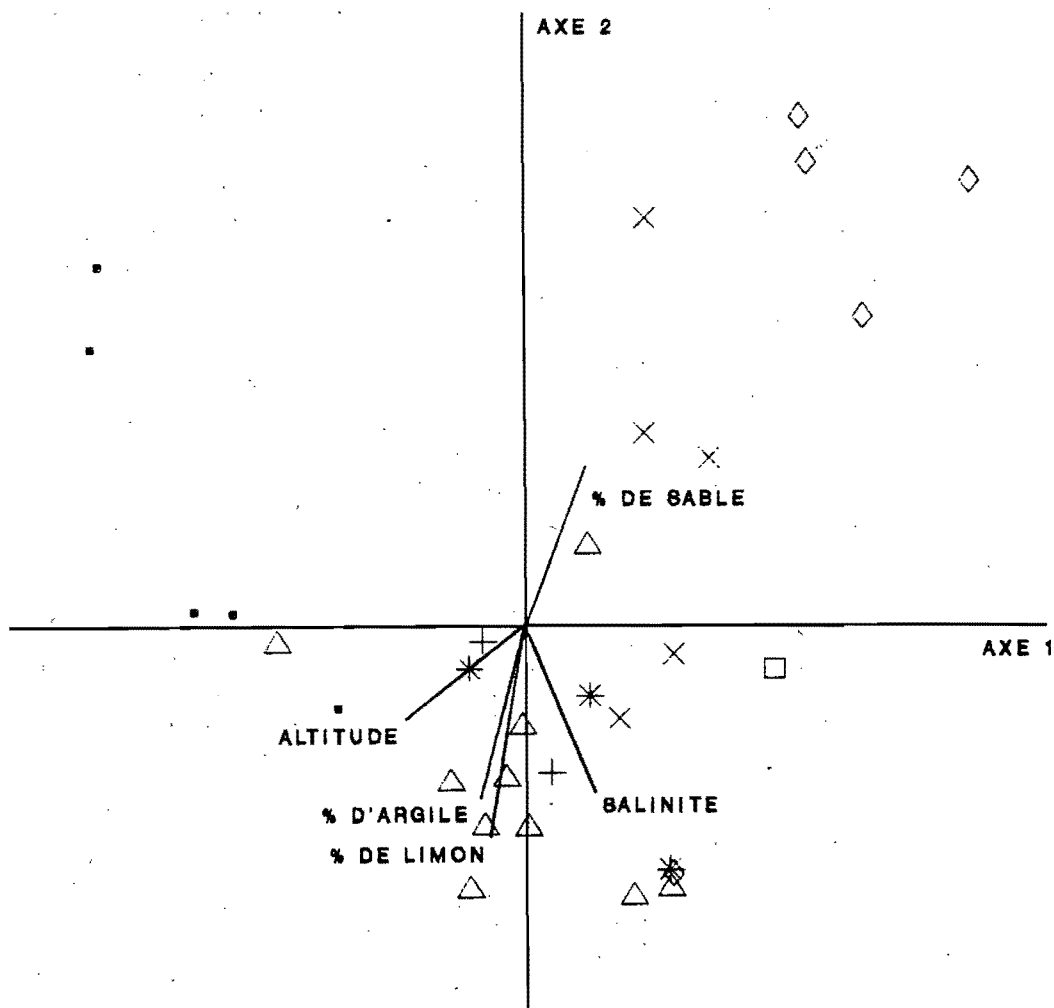 AXE 2
% DE SABLE
AXE 1
ALTITUDE
% D'ARGILE
SALINITE
% DE LIMON